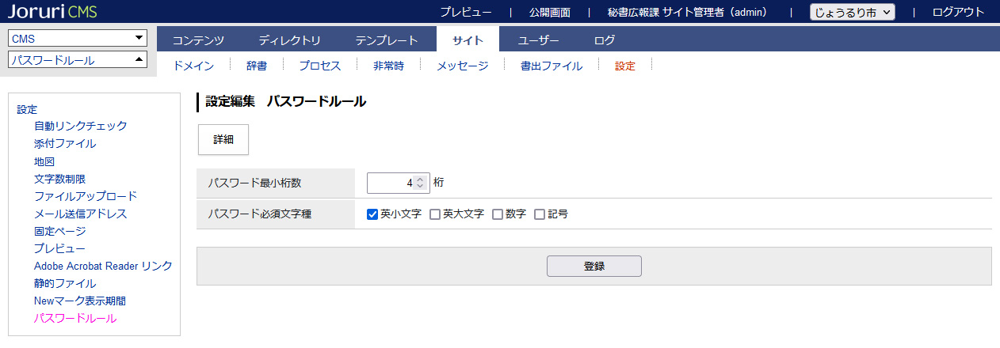 Joruri CMS
プレビュー | 公開画面 | 秘書広報課 サイト管理者（admin） | じょうるり市 | ログアウト
CMS
パスワードルール
コンテンツ ディレクトリ テンプレート サイト ユーザー ログ
ドメイン 辞書 プロセス 非常時 メッセージ 書出ファイル 設定
設定
自動リンクチェック
添付ファイル
地図
文字数制限
ファイルアップロード
メール送信アドレス
固定ページ
プレビュー
Adobe Acrobat Reader リンク
静的ファイル
Newマーク表示期間
パスワードルール
設定編集　パスワードルール
詳細
パスワード最小桁数 4 桁
パスワード必須文字種 英小文字 英大文字 数字 記号
登録